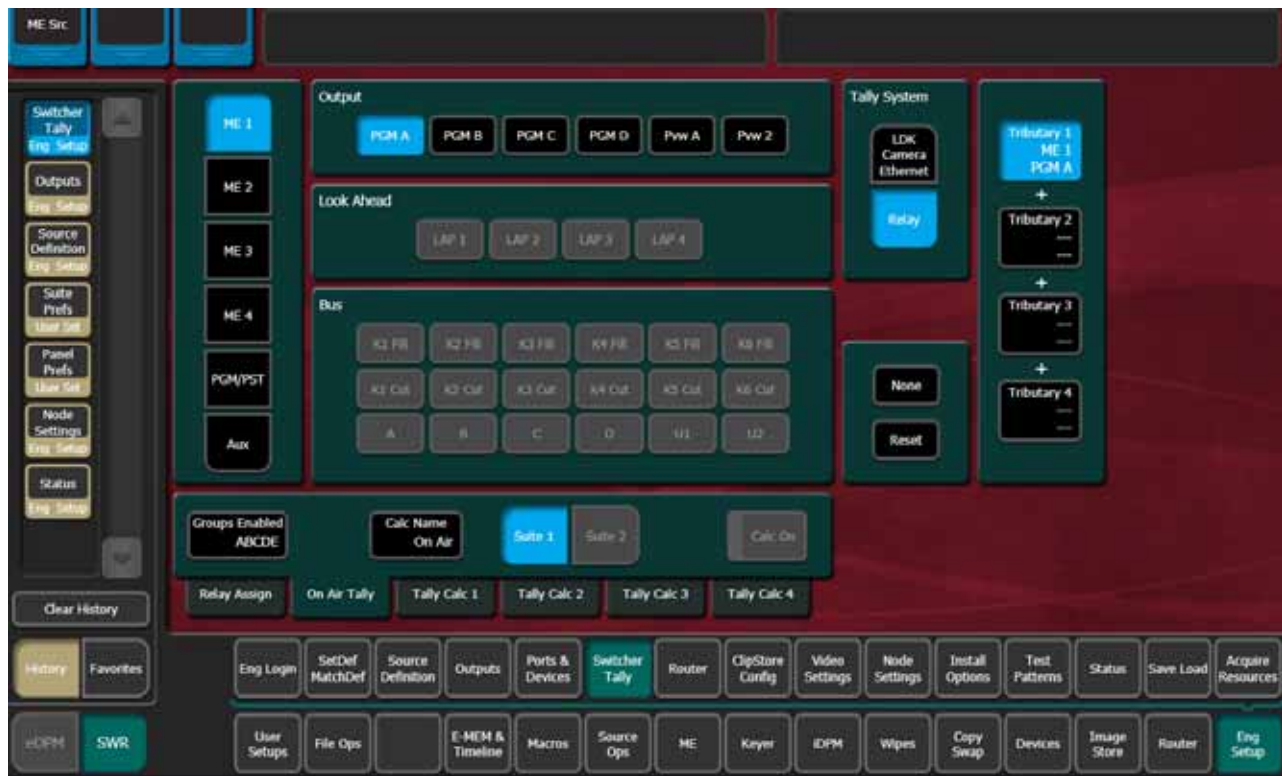 ME Src
Switcher
Tally
Eng Setup
Outputs
Eng Setup
Source
Definition
Eng Setup
Suite
Prefs
User Set
Panel
Prefs
User Set
Node
Settings
Eng Setup
Status
Eng Setup
Clear History
History
Favorites
eDPM
SWR
ME 1
ME 2
ME 3
ME 4
PGM/PST
Aux
Output
PGM A
PGM B
PGM C
PGM D
Pvw A
Pvw 2
Look Ahead
LAP 1
LAP 2
LAP 3
LAP 4
Bus
K1 Fill
K2 Fill
K3 Fill
K4 Fill
K5 Fill
K6 Fill
K1 Cut
K2 Cut
K3 Cut
K4 Cut
K5 Cut
K6 Cut
A
B
C
D
U1
U2
Tally System
LDK
Camera
Ethernet
Relay
None
Reset
Tributary 1
ME 1
PGM A
+
Tributary 2
---
---
+
Tributary 3
---
---
+
Tributary 4
---
---
Groups Enabled
ABCDE
Calc Name
On Air
Suite 1
Suite 2
Calc On
Relay Assign
On Air Tally
Tally Calc 1
Tally Calc 2
Tally Calc 3
Tally Calc 4
Eng Login
SetDef
MatchDef
Source
Definition
Outputs
Ports &
Devices
Switcher
Tally
Router
ClipStore
Config
Video
Settings
Node
Settings
Install
Options
Test
Patterns
Status
Save Load
Acquire
Resources
User
Setups
File Ops
E-MEM &
Timeline
Macros
Source
Ops
ME
Keyer
iDPM
Wipes
Copy
Swap
Devices
Image
Store
Router
Eng
Setup